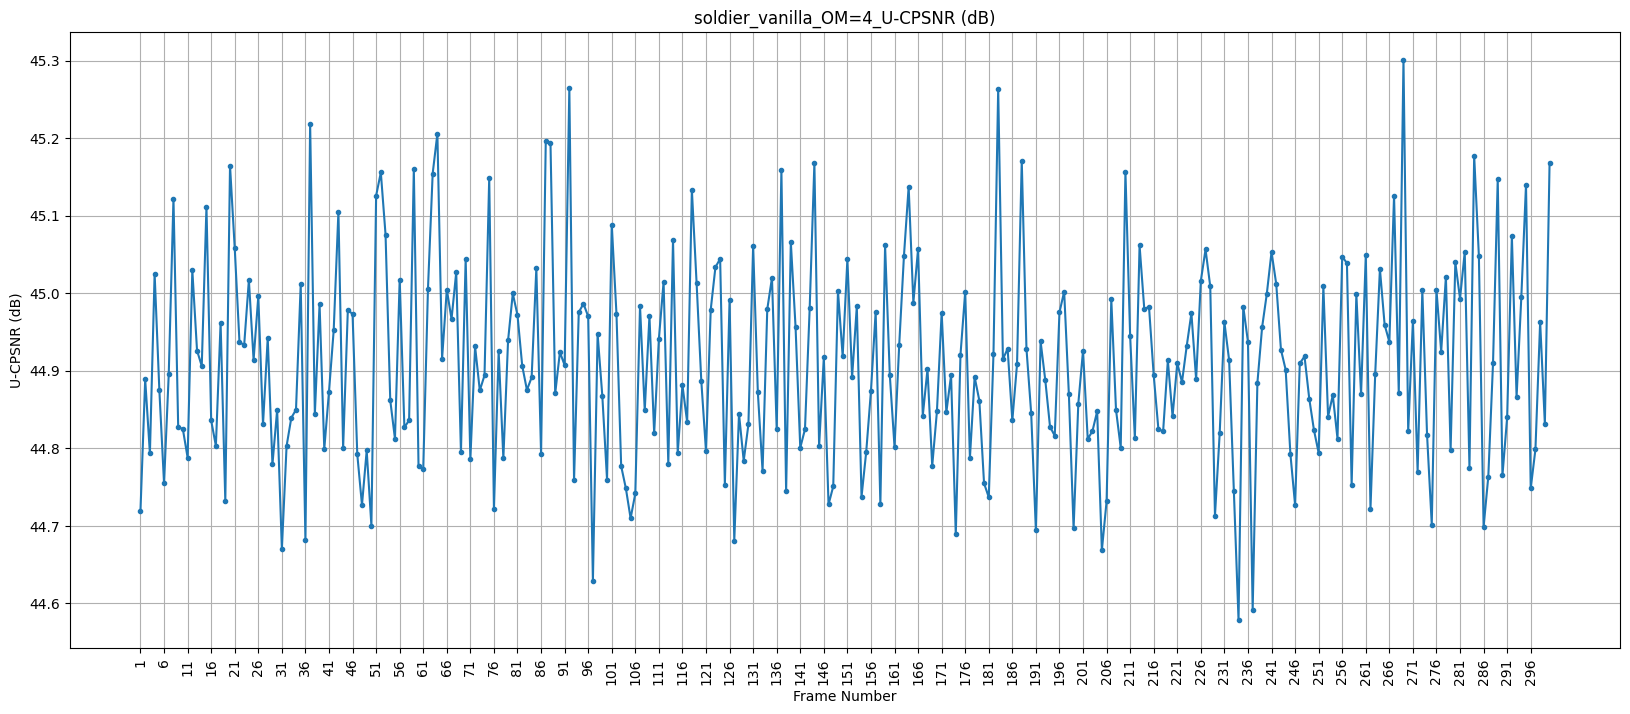 soldier_vanilla_OM=4_U-CPSNR (dB)
45.3
45.2
45.1
45.0
44.9
44.8
44.7
44.6
U-CPSNR (dB)
1 6 11 16 21 26 31 36 41 46 51 56 61 66 71 76 81 86 91 96 101 106 111 116 121 126 131 136 141 146 151 156 161 166 171 176 181 186 191 196 201 206 211 216 221 226 231 236 241 246 251 256 261 266 271 276 281 286 291 296
Frame Number